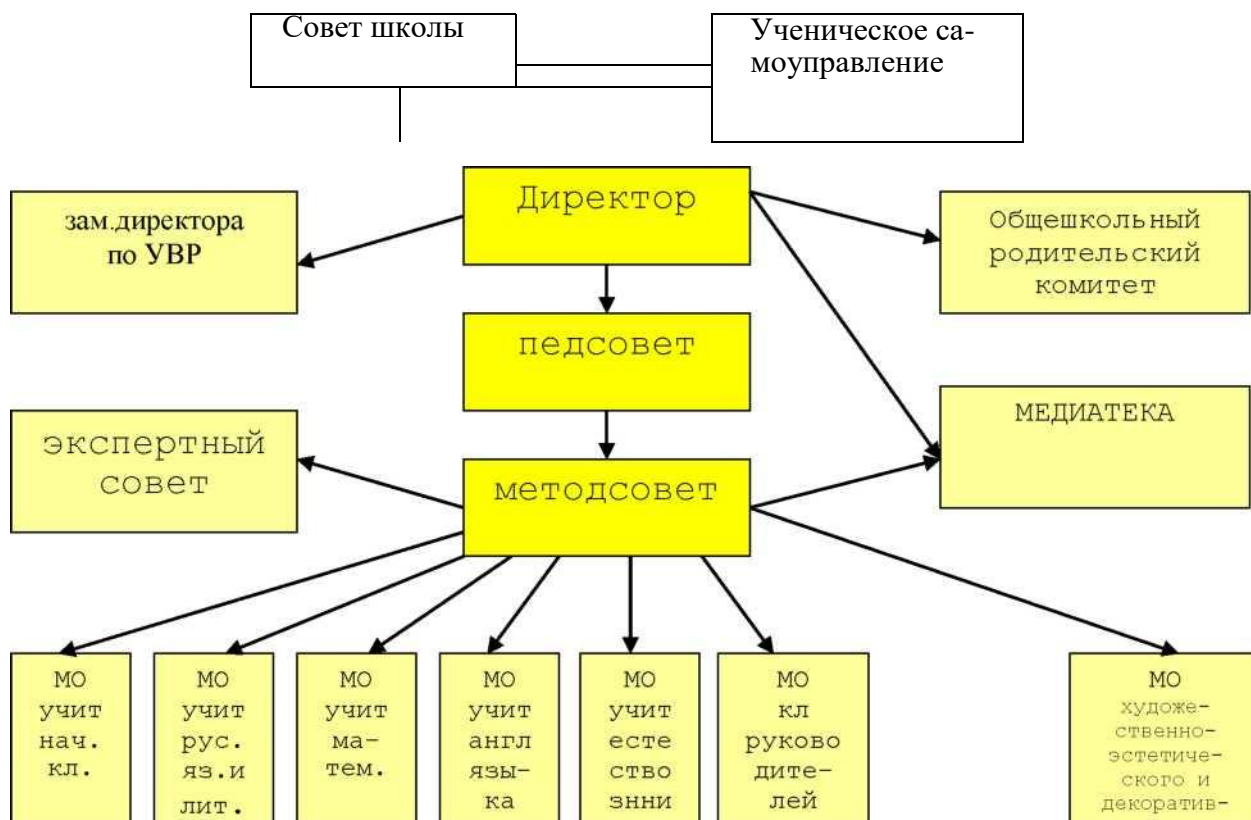 Совет школы
Ученическое са-
моуправление
Директор
зам.директора
по УВР
Общешкольный
родительский
комитет
педсовет
экспертный
совет
МЕДИАТЕКА
методсовет
МО
учит
нач.
кл.
МО
учит
рус.
яз.и
лит.
МО
учит
ма-
тем.
МО
учит
англ
язы-
ка
МО
учит
есте
ство
знни
МО
кл
руково
дите-
лей
МО
художе-
ственно-
эстетиче-
ского и
декоратив-